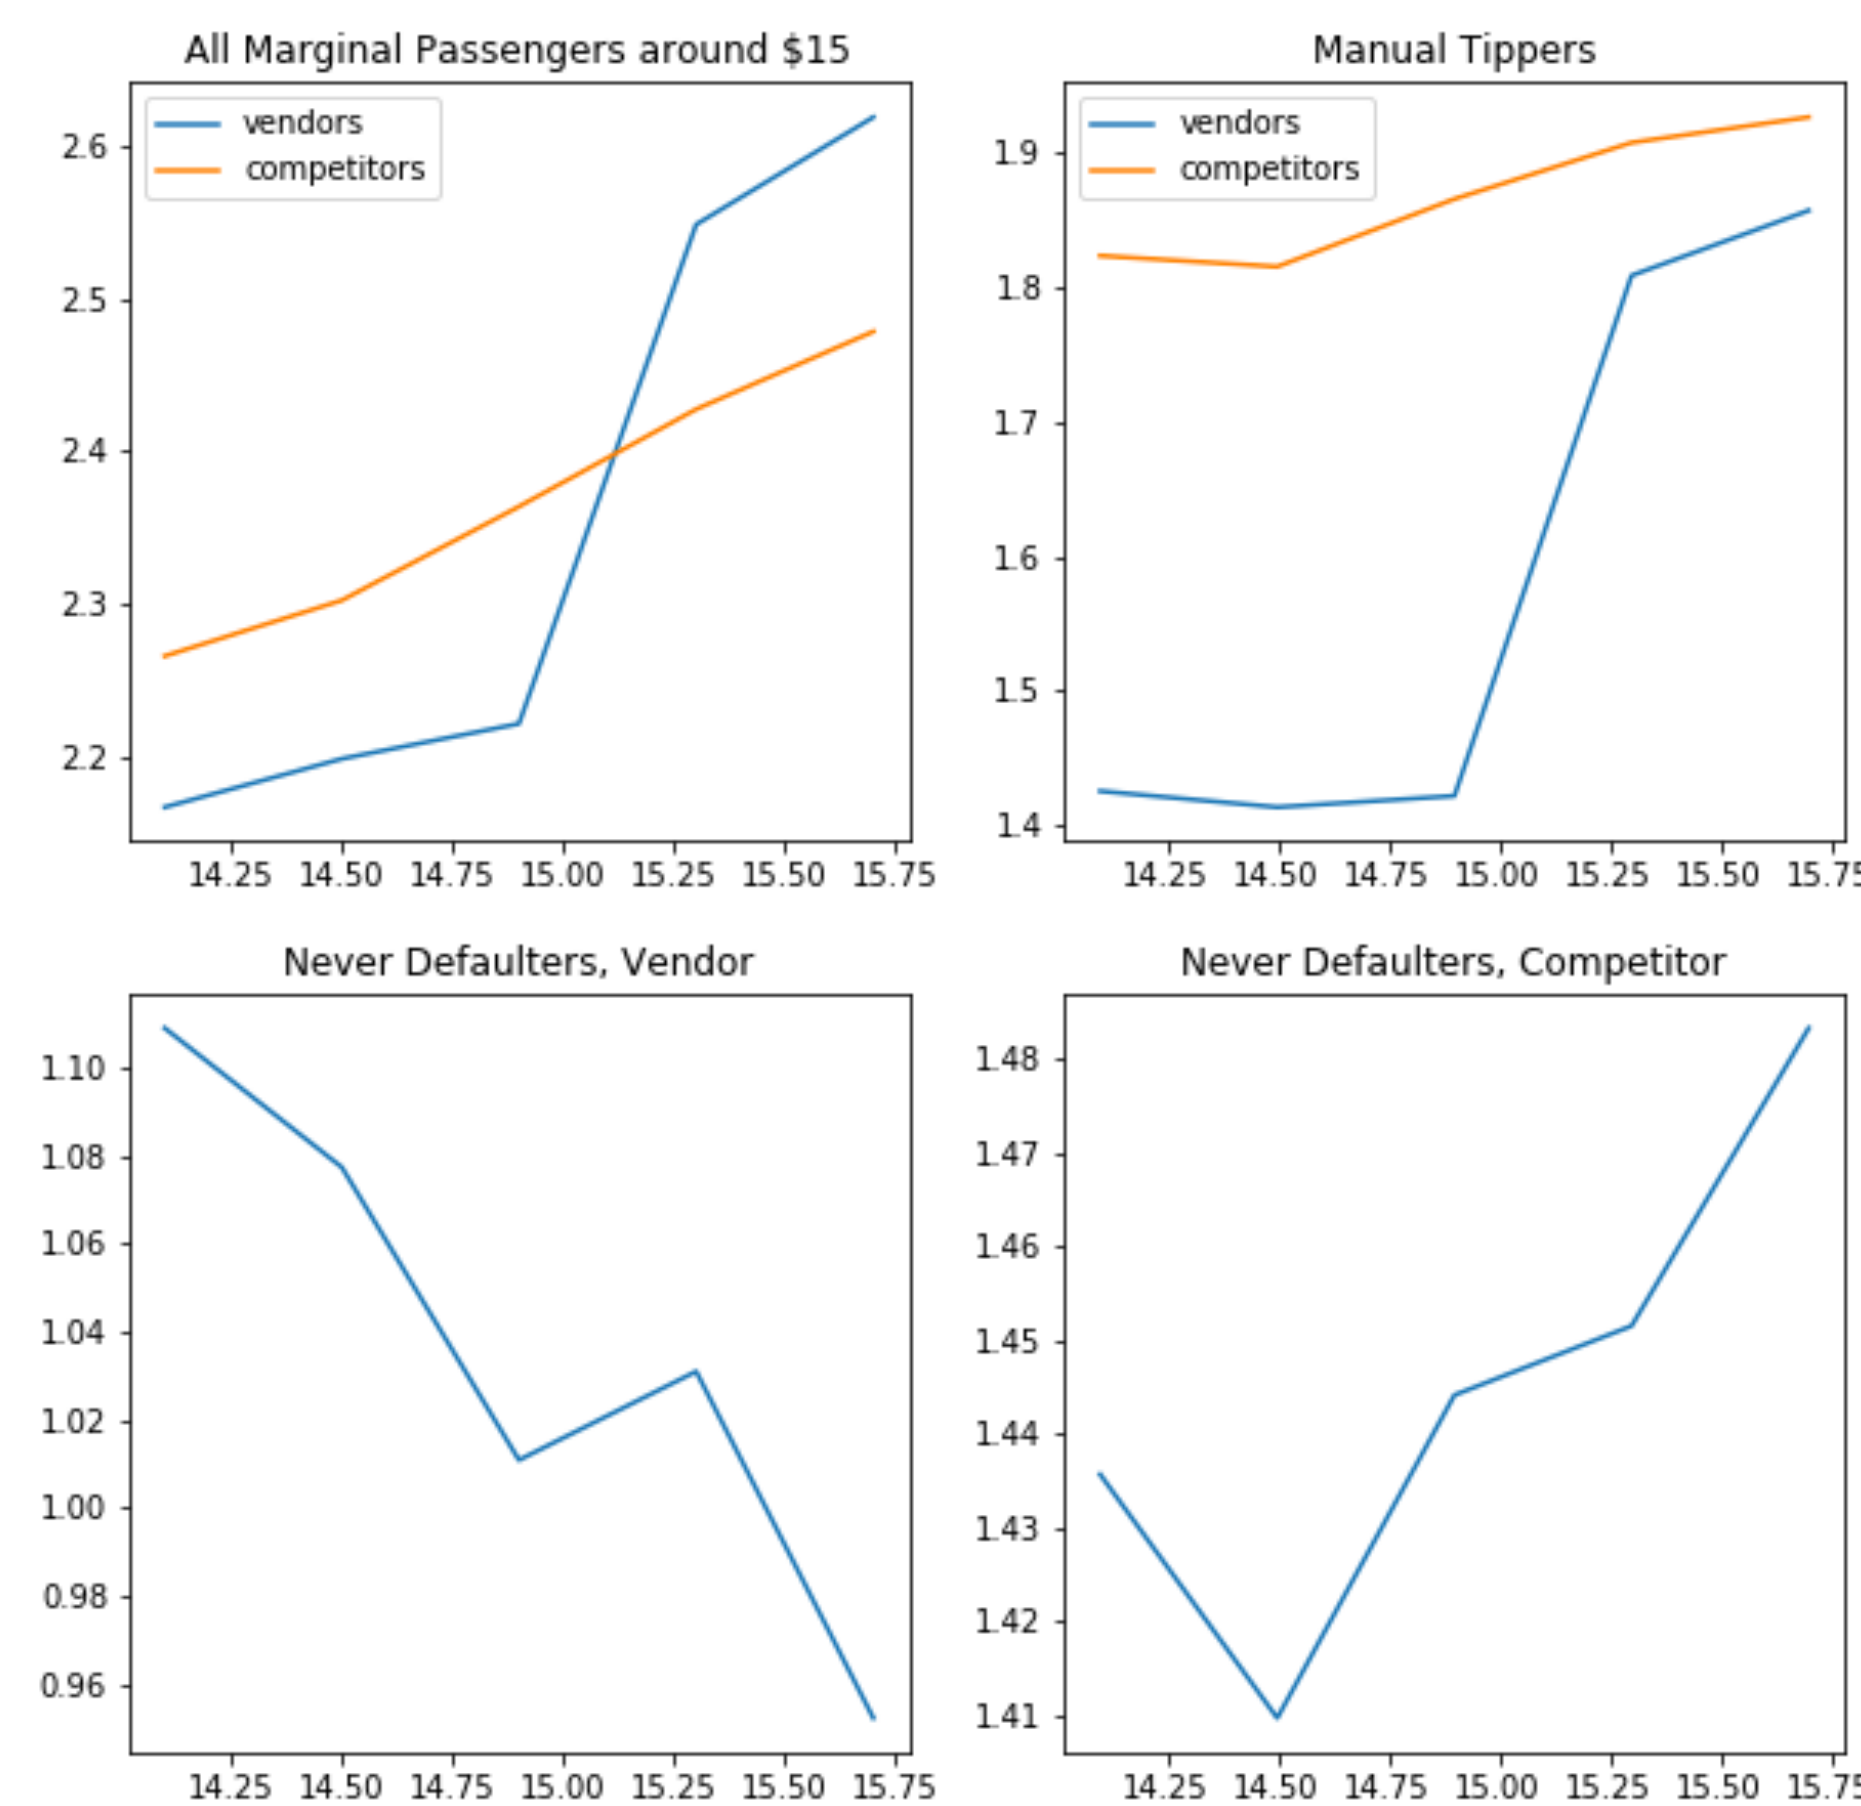 All Marginal Passengers around $15
vendors
competitors
2.6
2.5
2.4
2.3
2.2
14.25 14.50 14.75 15.00 15.25 15.50 15.75
Manual Tippers
vendors
competitors
1.9
1.8
1.7
1.6
1.5
1.4
14.25 14.50 14.75 15.00 15.25 15.50 15.75
Never Defaulters, Vendor
1.10
1.08
1.06
1.04
1.02
1.00
0.98
0.96
14.25 14.50 14.75 15.00 15.25 15.50 15.75
Never Defaulters, Competitor
1.48
1.47
1.46
1.45
1.44
1.43
1.42
1.41
14.25 14.50 14.75 15.00 15.25 15.50 15.75